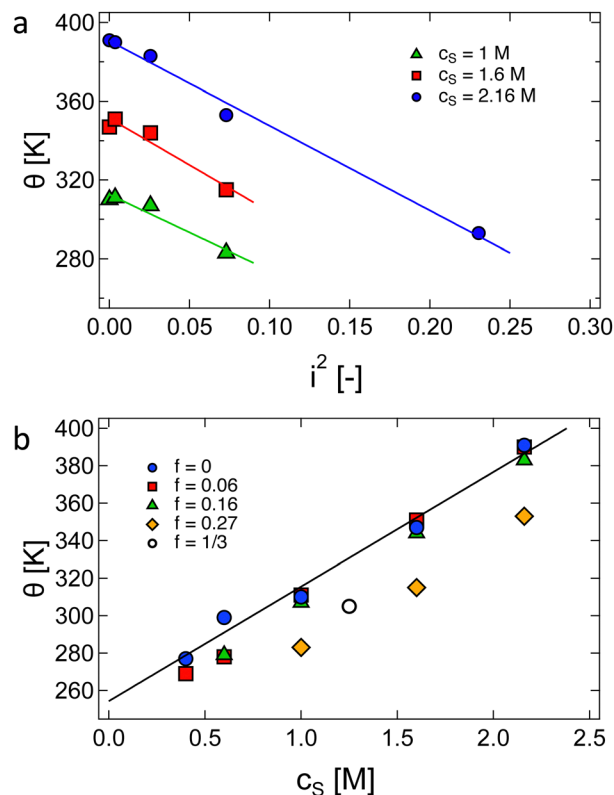 a
400
360
320
280
θ [K]
c_S = 1 M
c_S = 1.6 M
c_S = 2.16 M
0.00 0.05 0.10 0.15 0.20 0.25 0.30
i² [-]
b
400
380
360
340
320
300
280
260
θ [K]
f = 0
f = 0.06
f = 0.16
f = 0.27
f = 1/3
0.0 0.5 1.0 1.5 2.0 2.5
c_S [M]